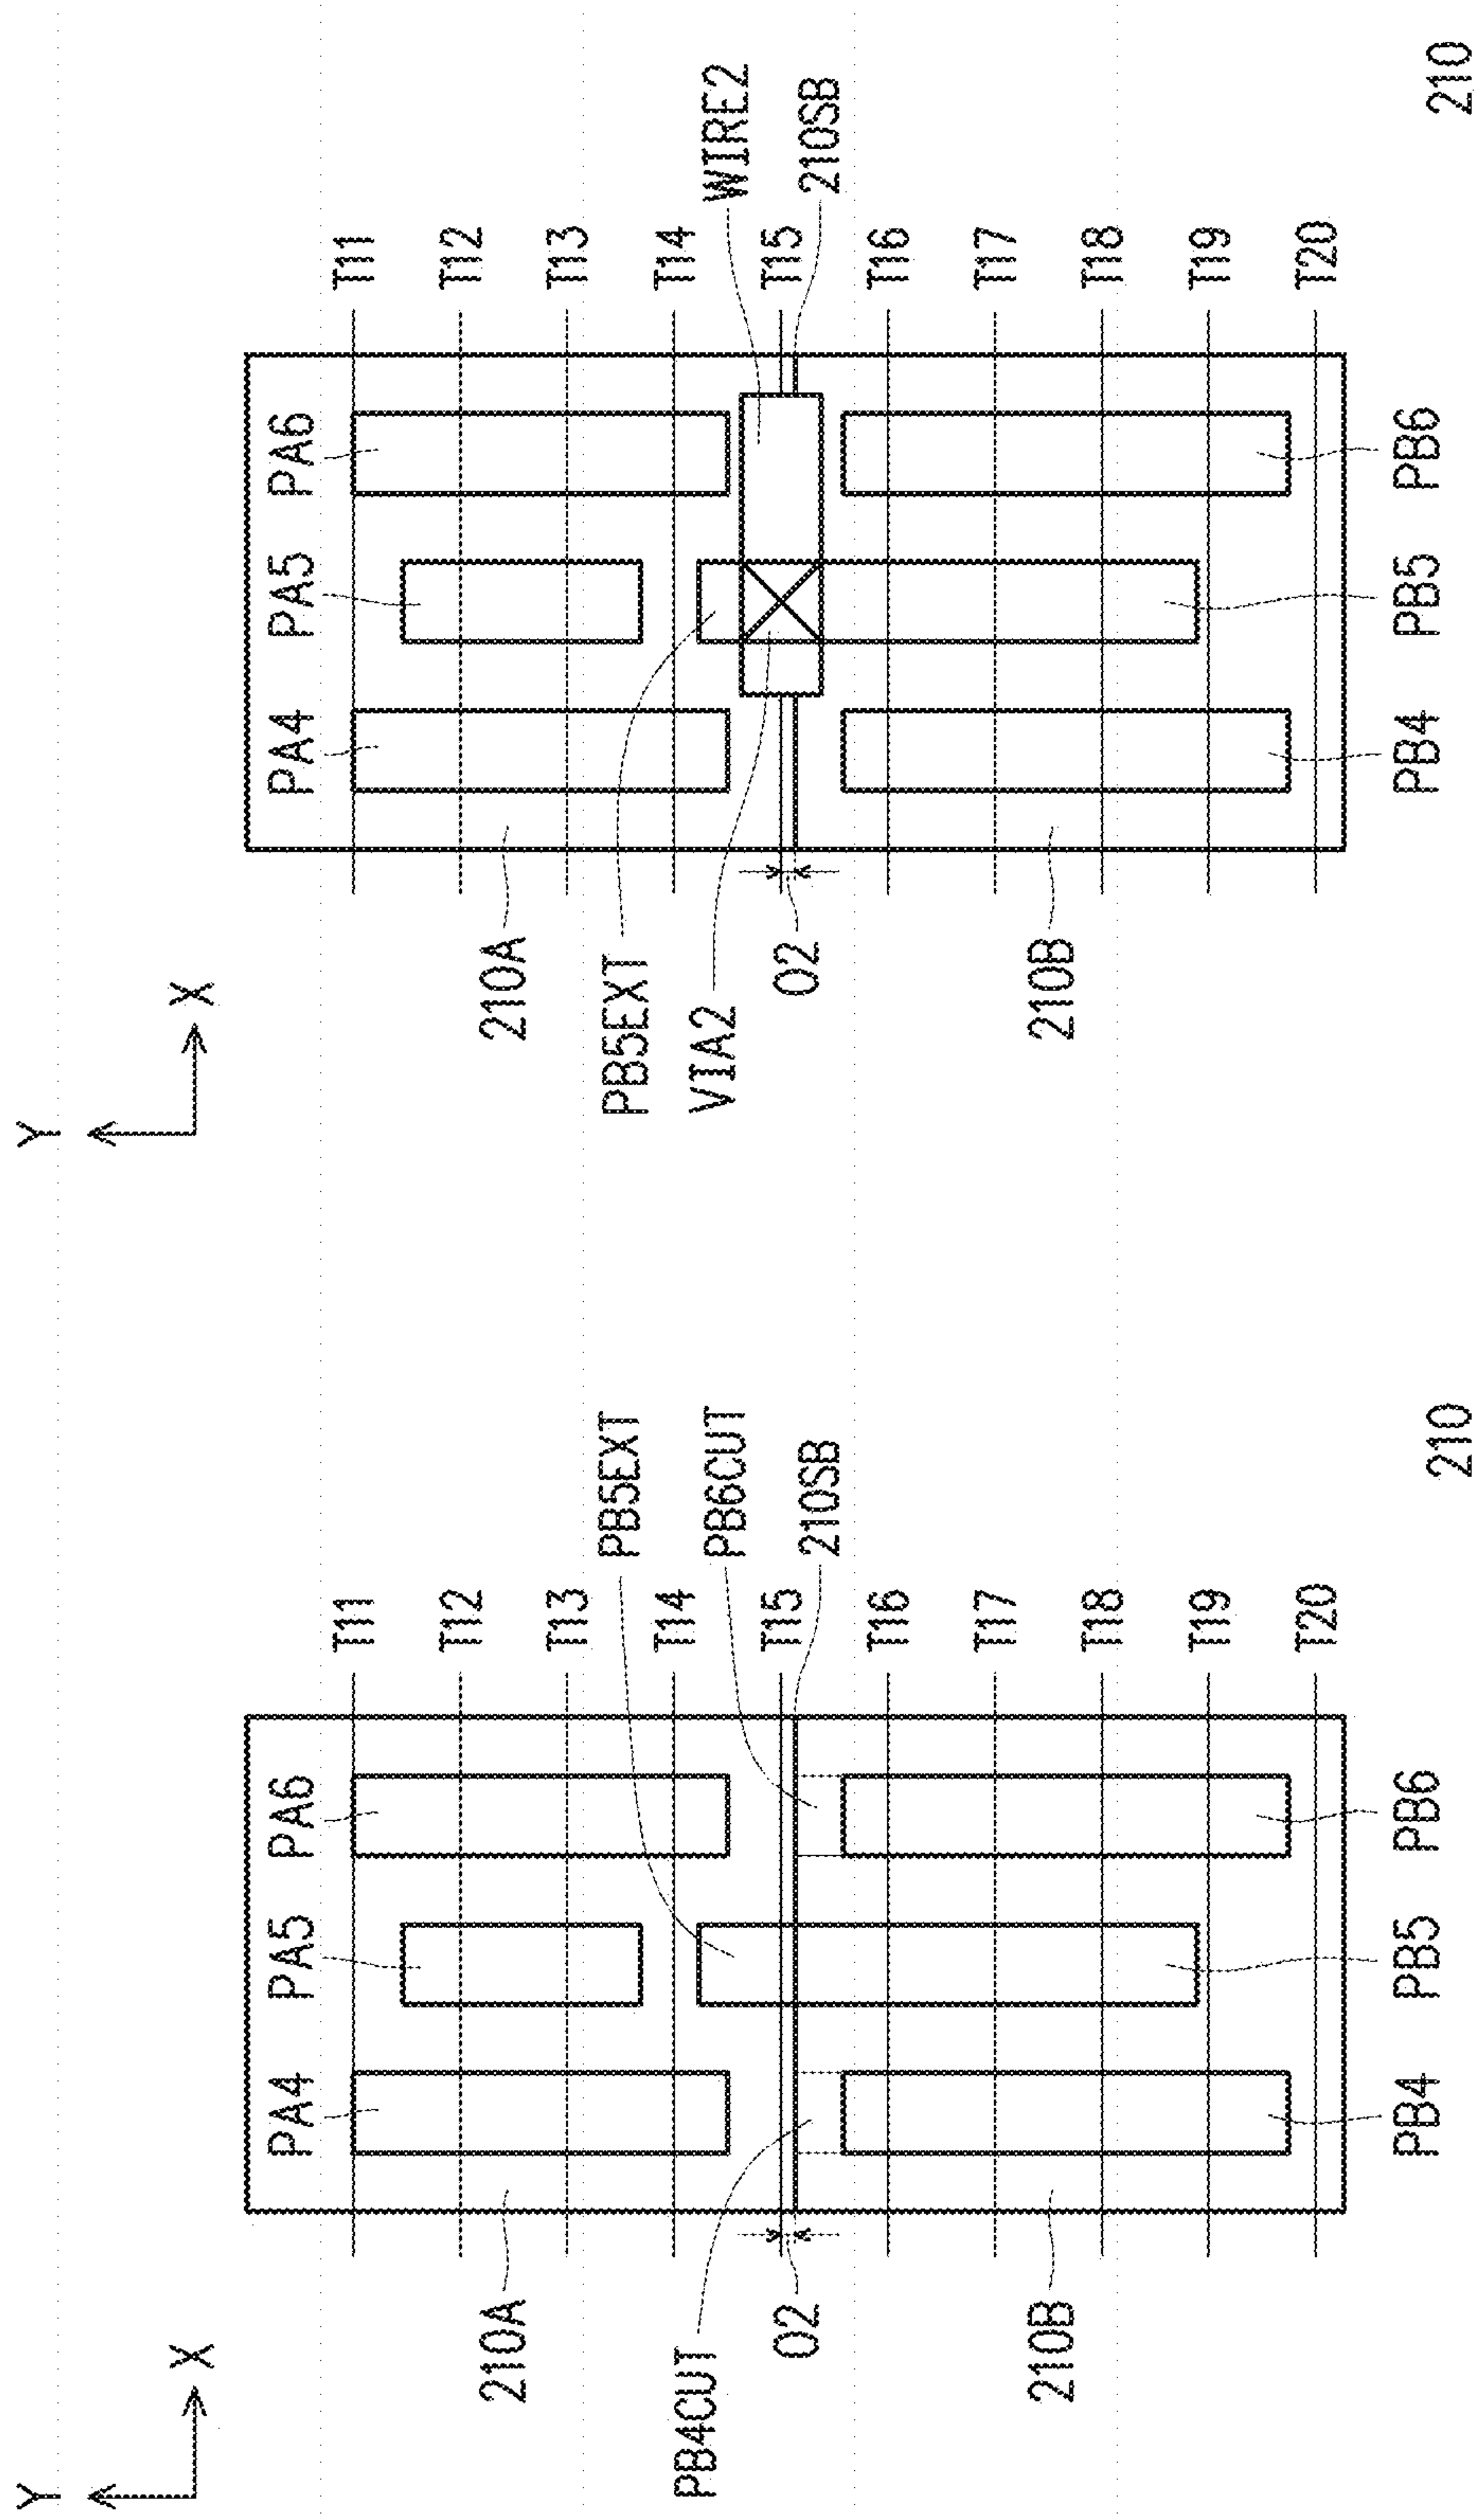 Y
X
PA4 PA5 PA6
T11
T12
210A
T13
PB5EXT
T14
PB4CUT
PB6CUT
T15
O2
210SB
T16
T17
210B
T18
T19
T20
PB4 PB5 PB6
210
Y
X
PA4 PA5 PA6
T11
T12
210A
T13
PB5EXT
T14
VIA2
WIRE2
T15
O2
210SB
T16
T17
210B
T18
T19
T20
PB4 PB5 PB6
210